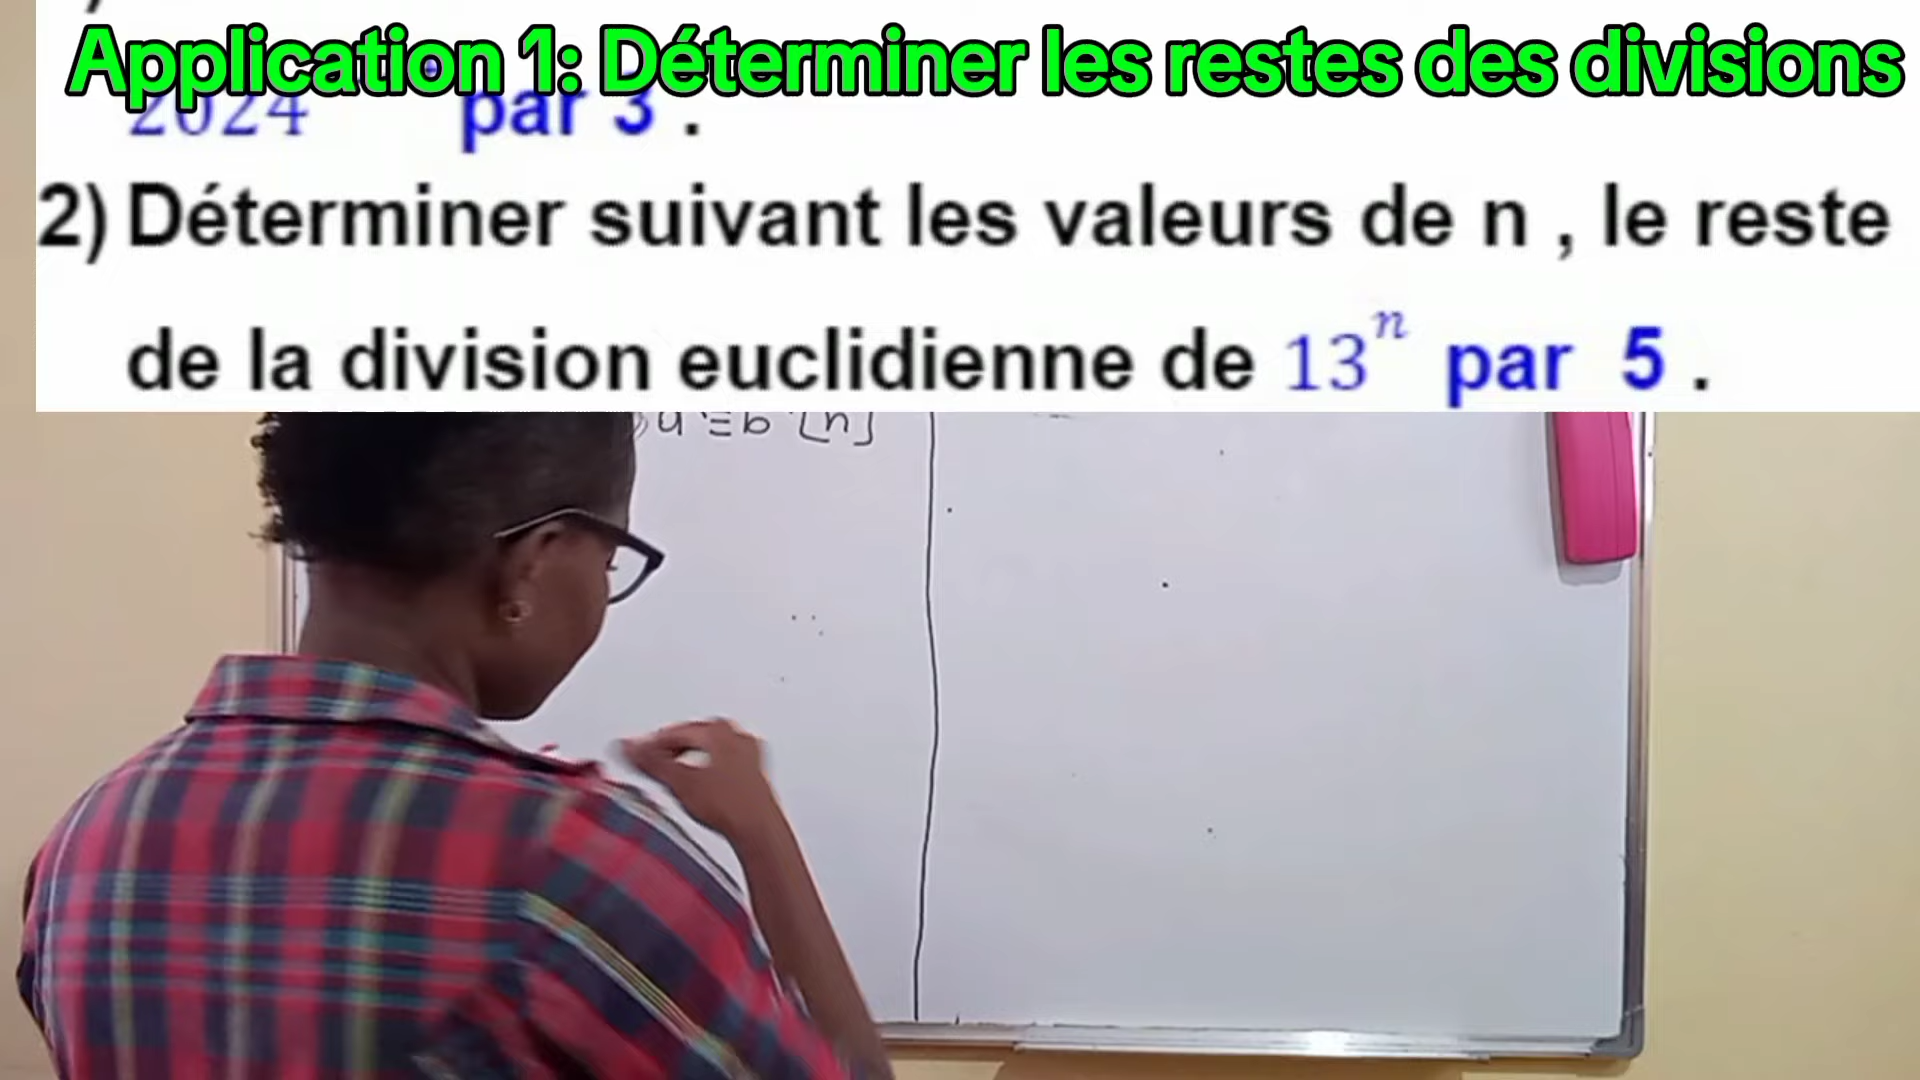 Application 1: Déterminer les restes des divisions
2024 par 3 .
2) Déterminer suivant les valeurs de n , le reste
de la division euclidienne de 13ⁿ par 5 .
a ≡ b [n]